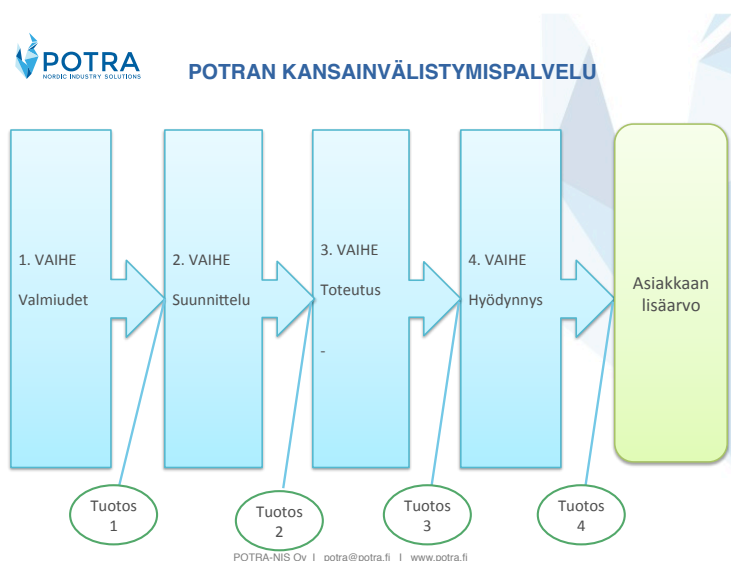 POTRA
NORDIC INDUSTRY SOLUTIONS
POTRAN KANSAINVÄLISTYMISPALVELU
1. VAIHE
Valmiudet
2. VAIHE
Suunnittelu
3. VAIHE
Toteutus
-
4. VAIHE
Hyödynnys
Asiakkaan
lisäarvo
Tuotos
1
Tuotos
2
Tuotos
3
Tuotos
4
POTRA-NIS Oy | potra@potra.fi | www.potra.fi